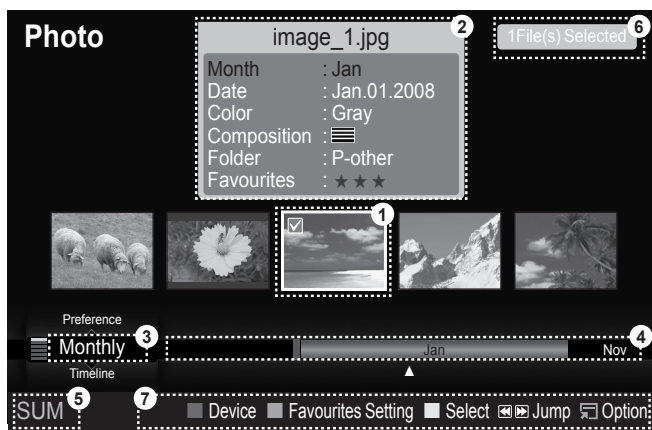 Photo
image_1.jpg
2
1File(s) Selected
6
Month : Jan
Date : Jan.01.2008
Color : Gray
Composition :
Folder : P-other
Favourites : ★ ★ ★
1
Preference
3
4
Monthly
Jan
Nov
Timeline
5
7
SUM
Device
Favourites Setting
Select
Jump
Option